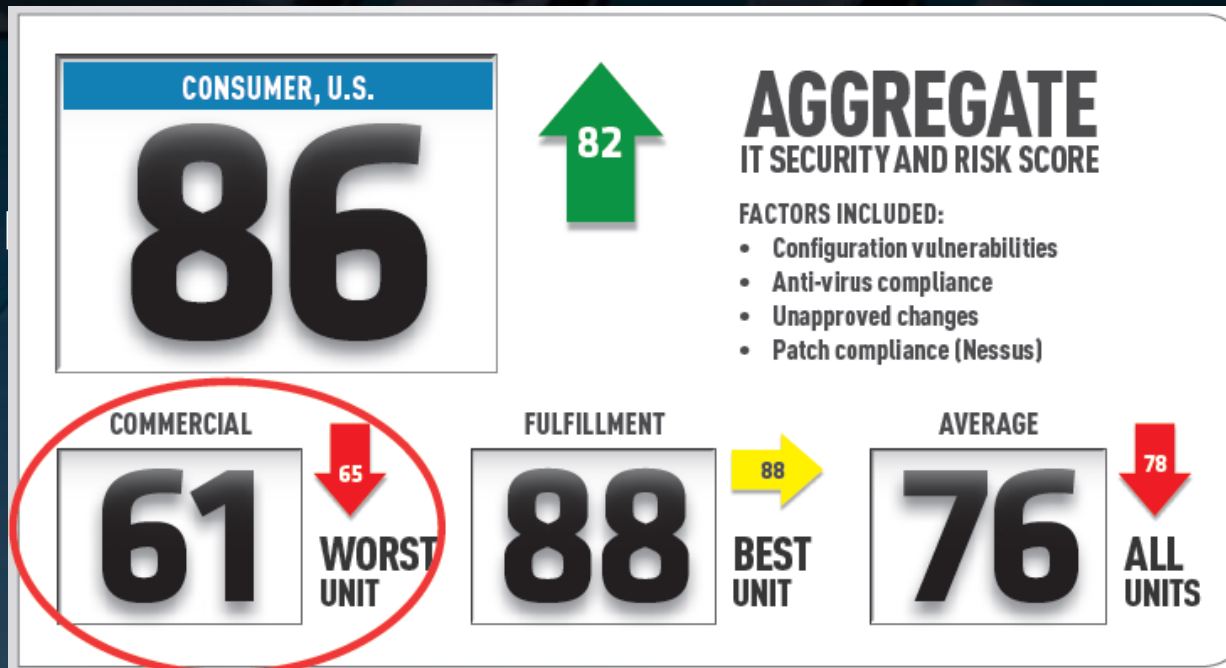 CONSUMER, U.S.
86
82
AGGREGATE
IT SECURITY AND RISK SCORE
FACTORS INCLUDED:
• Configuration vulnerabilities
• Anti-virus compliance
• Unapproved changes
• Patch compliance (Nessus)
COMMERCIAL
61
65
WORST
UNIT
FULFILLMENT
88
88
BEST
UNIT
AVERAGE
76
78
ALL
UNITS